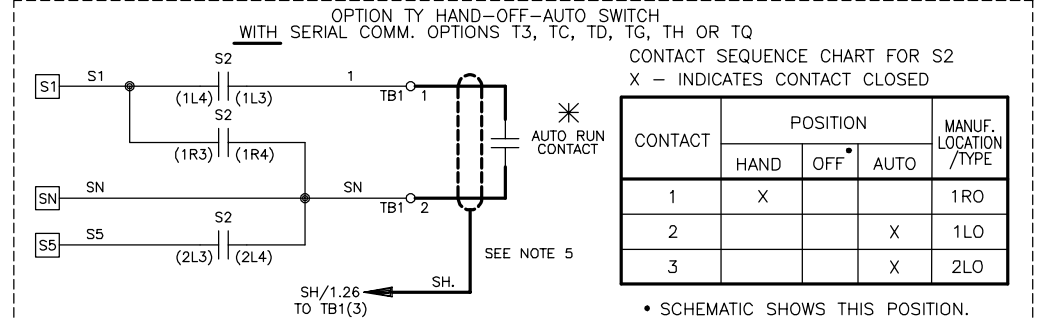 OPTION TY HAND-OFF-AUTO SWITCH
WITH SERIAL COMM. OPTIONS T3, TC, TD, TG, TH OR TQ
S1
S1
S2
(1L4) (1L3)
1
TB1 1
S2
(1R3) (1R4)
AUTO RUN
CONTACT
SN
SN
SN
TB1 2
S5
S5
S2
(2L3) (2L4)
SEE NOTE 5
SH.
SH/1.26
TO TB1(3)
CONTACT SEQUENCE CHART FOR S2
X - INDICATES CONTACT CLOSED
CONTACT POSITION MANUF. LOCATION /TYPE
HAND OFF• AUTO
1 X 1RO
2 X 1LO
3 X 2LO
• SCHEMATIC SHOWS THIS POSITION.